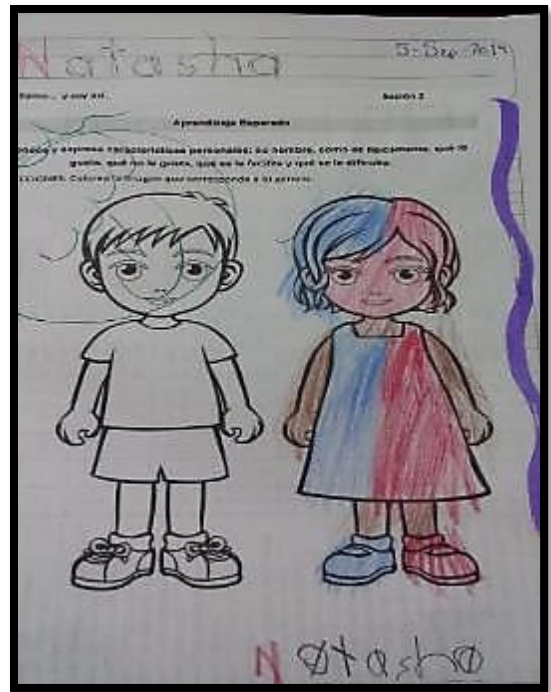 Natasha 5-Sep-2019
y soy así... Sesión 2
Aprendizaje Esperado
y expresa características personales: su nombre, cómo es físicamente, qué le
gusta, qué no le gusta, qué se le facilita y qué se le dificulta.
Colorea la imagen que corresponda a tu género.
Natasha